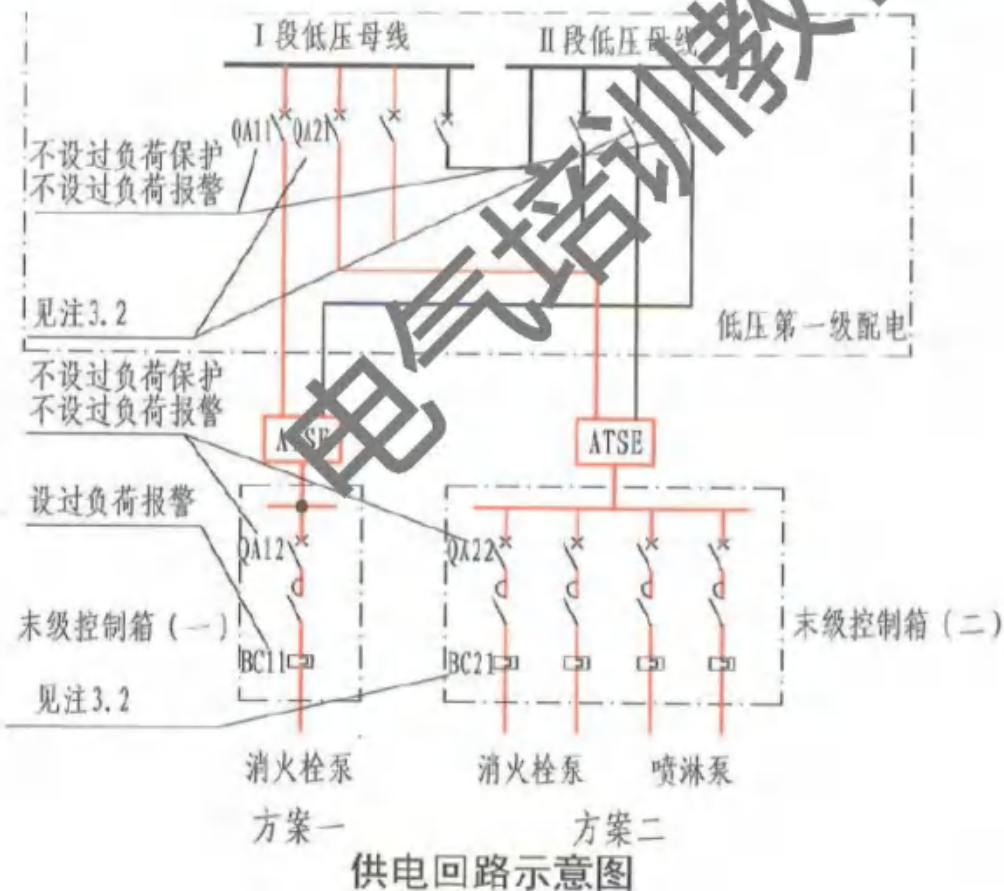 Ⅰ段低压母线
Ⅱ段低压母线
QA11
QA21
不设过负荷保护
不设过负荷报警
见注3.2
低压第一级配电
不设过负荷保护
不设过负荷报警
ATSE
ATSE
设过负荷报警
QA12
QA22
末级控制箱(一)
末级控制箱(二)
BC11
BC21
见注3.2
消火栓泵
消火栓泵
喷淋泵
方案一
方案二
供电回路示意图
电气培训教